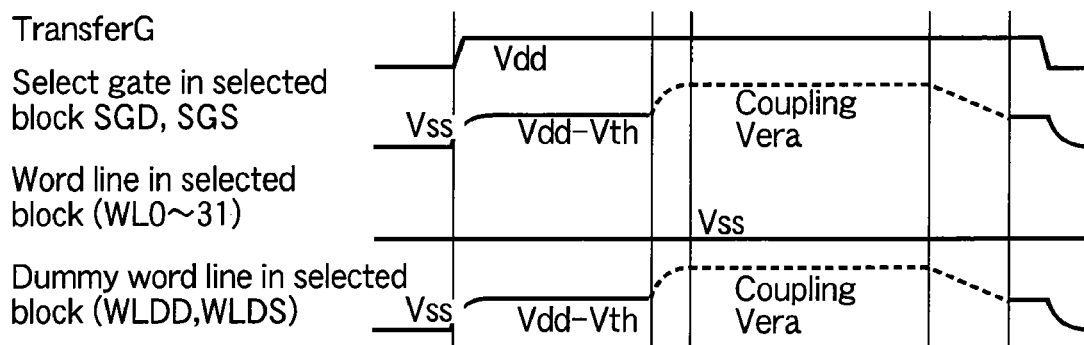 TransferG
Vdd
Select gate in selected
block SGD, SGS
Vss
Vdd-Vth
Coupling
Vera
Word line in selected
block (WL0~31)
Vss
Dummy word line in selected
block (WLDD,WLDS)
Vss
Vdd-Vth
Coupling
Vera